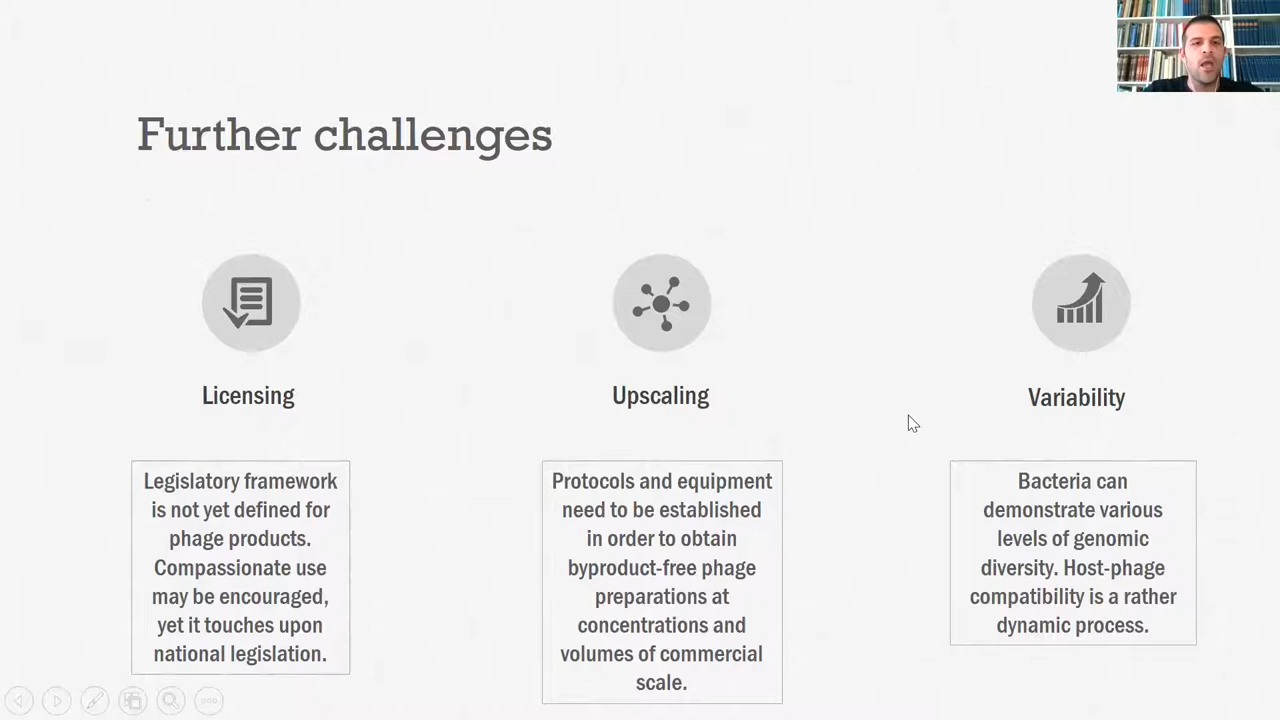 Further challenges
Licensing
Legislatory framework
is not yet defined for
phage products.
Compassionate use
may be encouraged,
yet it touches upon
national legislation.
Upscaling
Protocols and equipment
need to be established
in order to obtain
byproduct-free phage
preparations at
concentrations and
volumes of commercial
scale.
Variability
Bacteria can
demonstrate various
levels of genomic
diversity. Host-phage
compatibility is a rather
dynamic process.